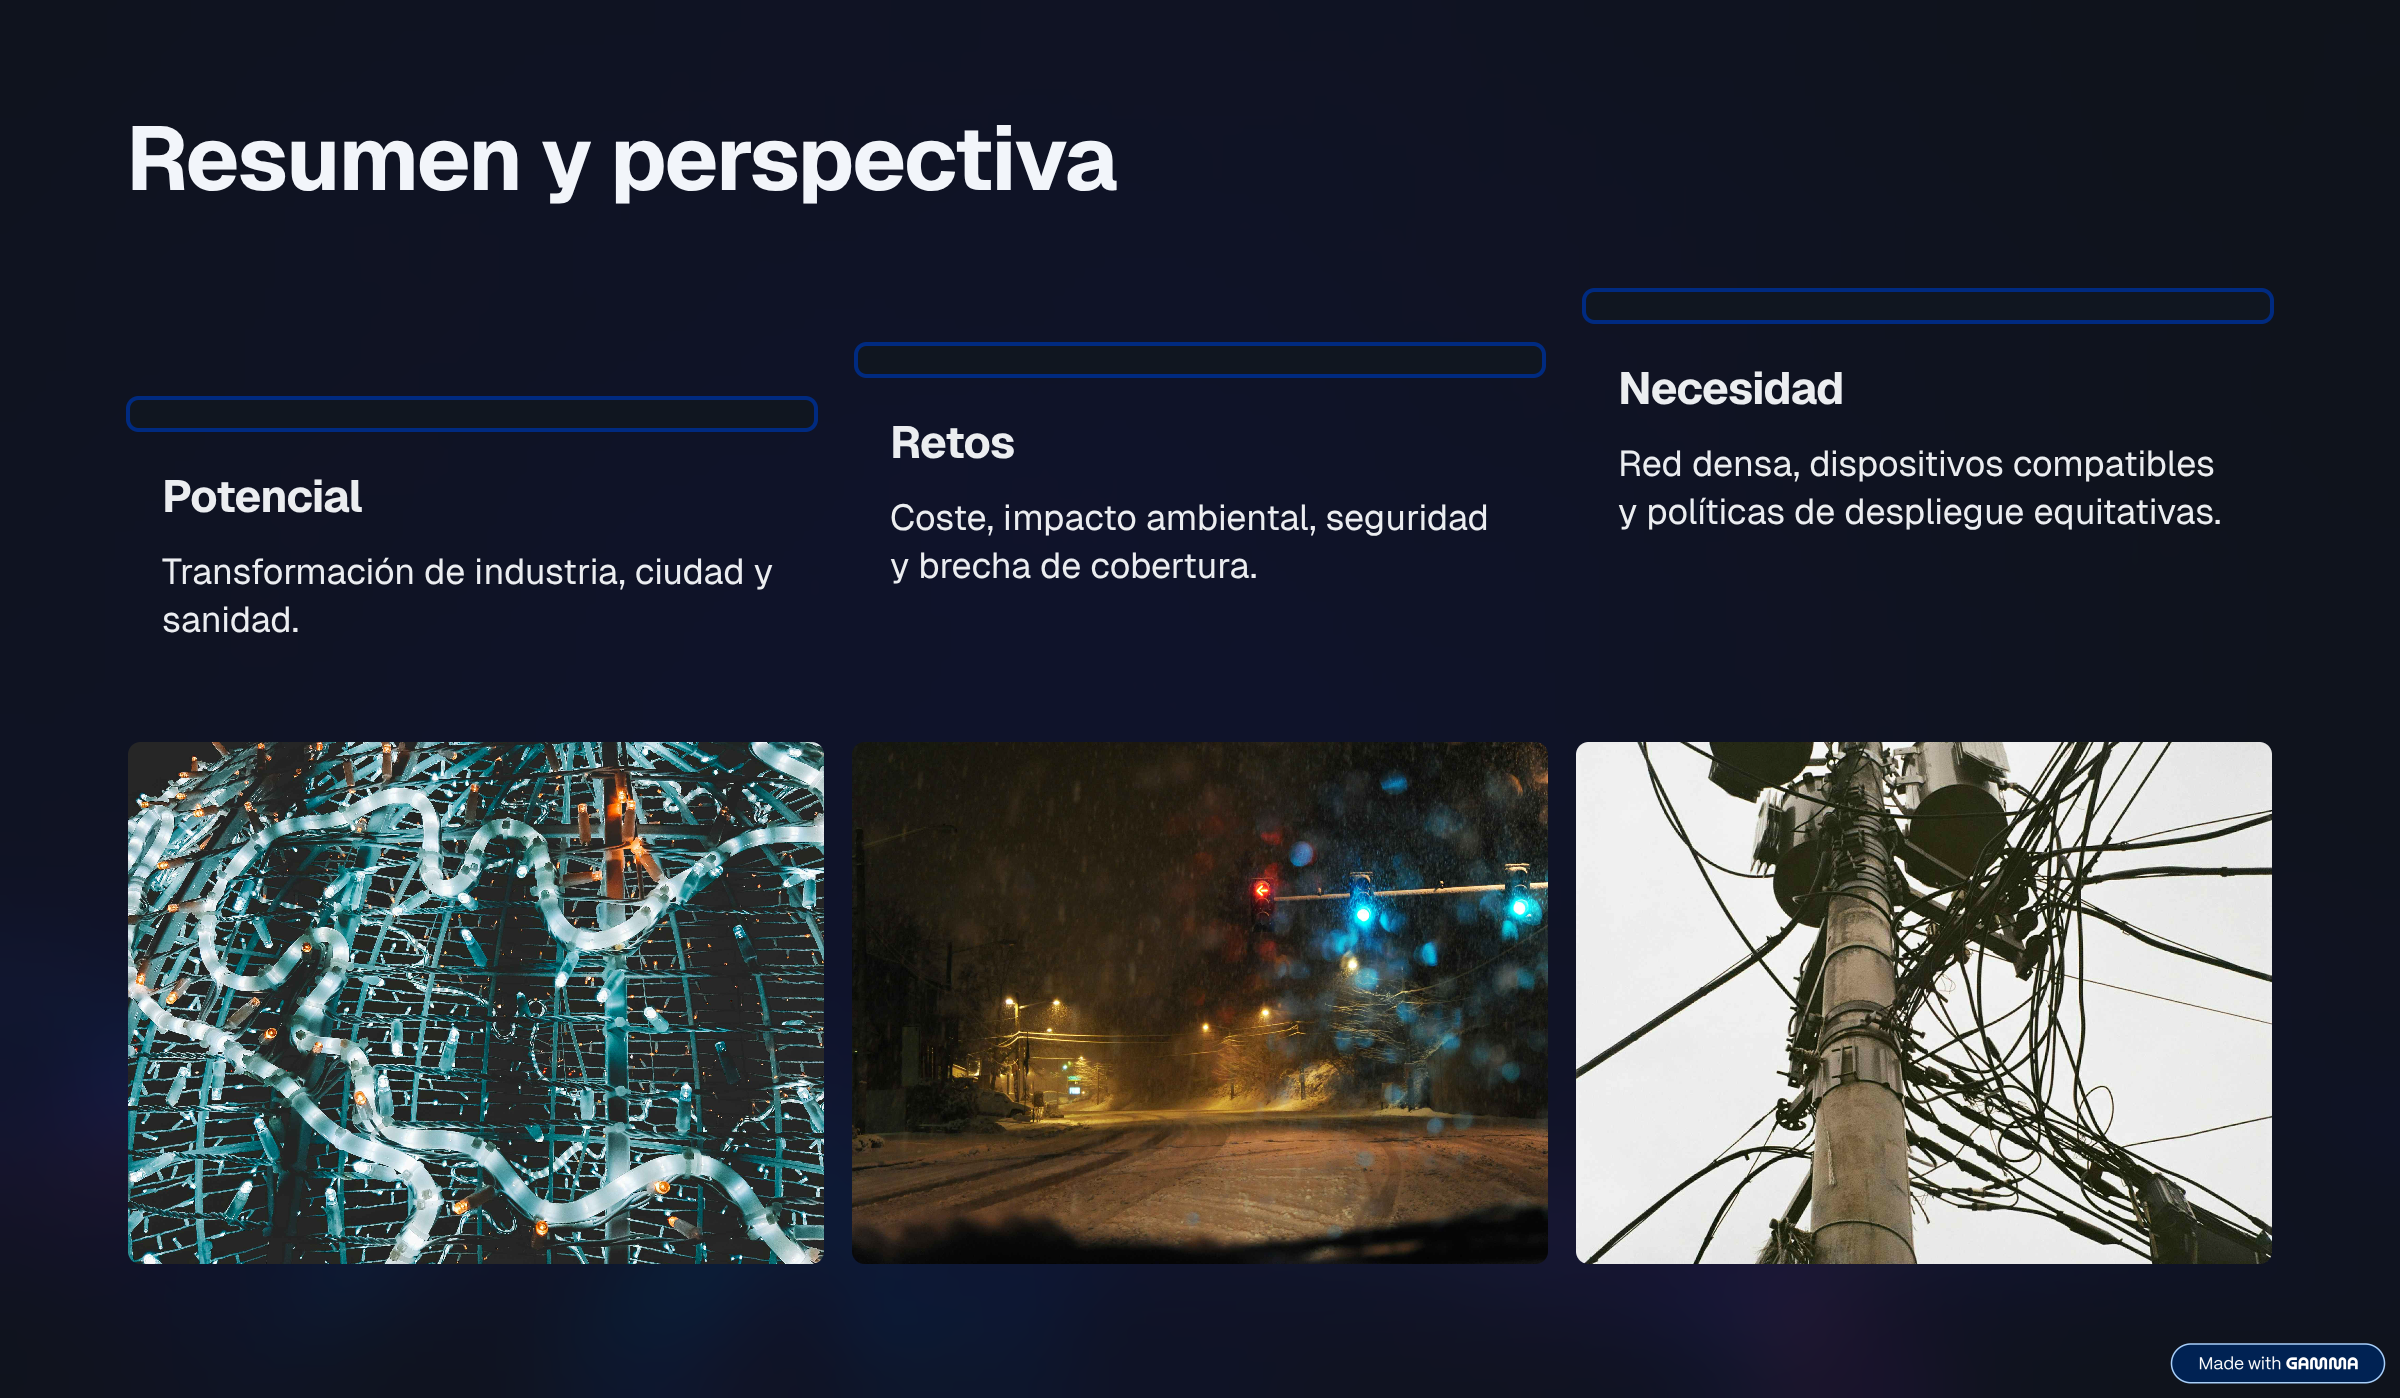 Resumen y perspectiva
Potencial
Transformación de industria, ciudad y
sanidad.
Retos
Coste, impacto ambiental, seguridad
y brecha de cobertura.
Necesidad
Red densa, dispositivos compatibles
y políticas de despliegue equitativas.
Made with GAMMA